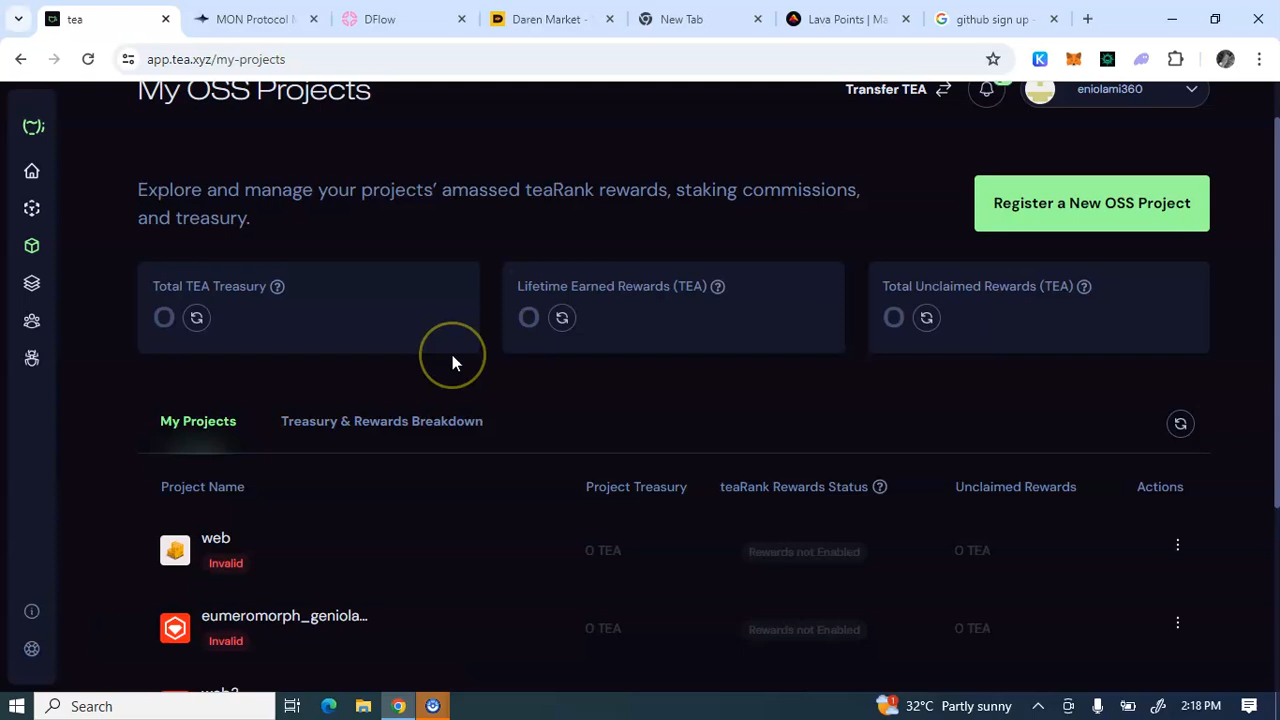 tea
MON Protocol M
DFlow
Daren Market -
New Tab
Lava Points | Ma
github sign up -
app.tea.xyz/my-projects
My OSS Projects
Transfer TEA
eniolami360
Explore and manage your projects’ amassed teaRank rewards, staking commissions,
and treasury.
Register a New OSS Project
Total TEA Treasury
Lifetime Earned Rewards (TEA)
Total Unclaimed Rewards (TEA)
0
0
0
My Projects
Treasury & Rewards Breakdown
Project Name
Project Treasury
teaRank Rewards Status
Unclaimed Rewards
Actions
web
Invalid
0 TEA
Rewards not Enabled
0 TEA
eumeromorph_geniola...
Invalid
0 TEA
Rewards not Enabled
0 TEA
Search
1
32°C Partly sunny
2:18 PM